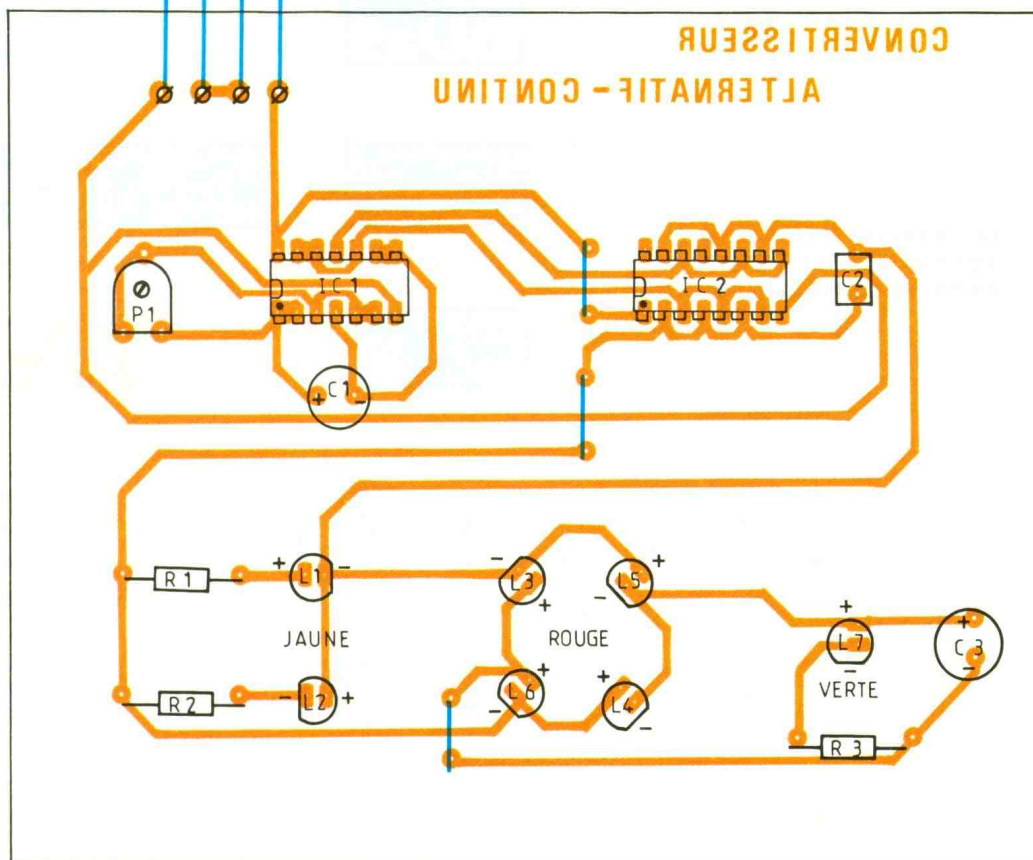 CONVERTISSEUR
ALTERNATIF - CONTINU
P1
IC1
IC2
C2
+ C1 -
R1
+ L1 -
- L3 +
L5 +
-
JAUNE
ROUGE
+
L7
-
+ C3 -
VERTE
R2
- L2 +
+
L6
-
+
L4
-
R3